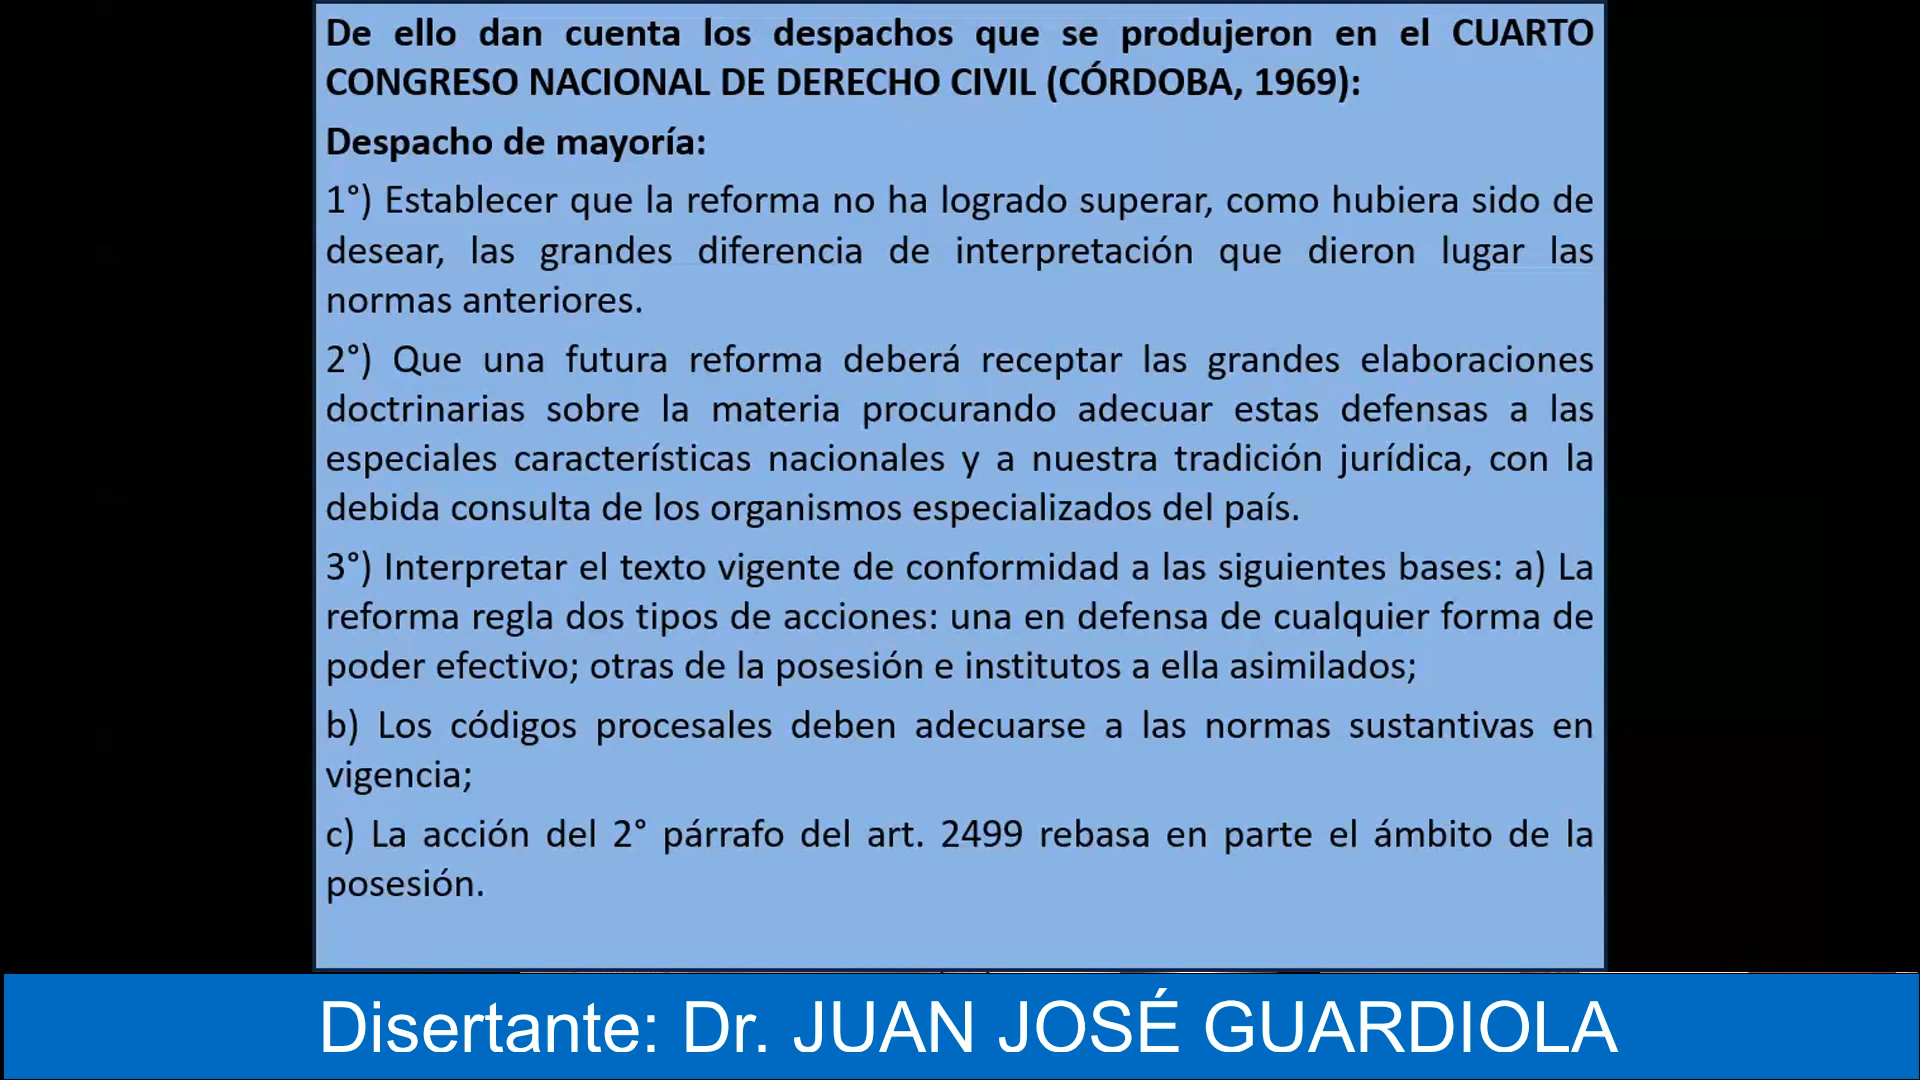 De ello dan cuenta los despachos que se produjeron en el CUARTO
CONGRESO NACIONAL DE DERECHO CIVIL (CÓRDOBA, 1969):
Despacho de mayoría:
1°) Establecer que la reforma no ha logrado superar, como hubiera sido de
desear, las grandes diferencia de interpretación que dieron lugar las
normas anteriores.
2°) Que una futura reforma deberá receptar las grandes elaboraciones
doctrinarias sobre la materia procurando adecuar estas defensas a las
especiales características nacionales y a nuestra tradición jurídica, con la
debida consulta de los organismos especializados del país.
3°) Interpretar el texto vigente de conformidad a las siguientes bases: a) La
reforma regla dos tipos de acciones: una en defensa de cualquier forma de
poder efectivo; otras de la posesión e institutos a ella asimilados;
b) Los códigos procesales deben adecuarse a las normas sustantivas en
vigencia;
c) La acción del 2° párrafo del art. 2499 rebasa en parte el ámbito de la
posesión.
Disertante: Dr. JUAN JOSÉ GUARDIOLA